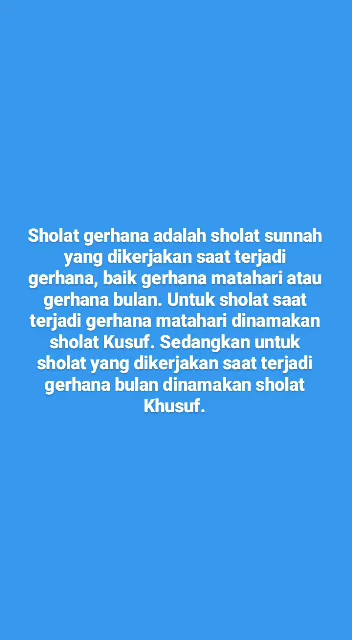 Sholat gerhana adalah sholat sunnah
yang dikerjakan saat terjadi
gerhana, baik gerhana matahari atau
gerhana bulan. Untuk sholat saat
terjadi gerhana matahari dinamakan
sholat Kusuf. Sedangkan untuk
sholat yang dikerjakan saat terjadi
gerhana bulan dinamakan sholat
Khusuf.